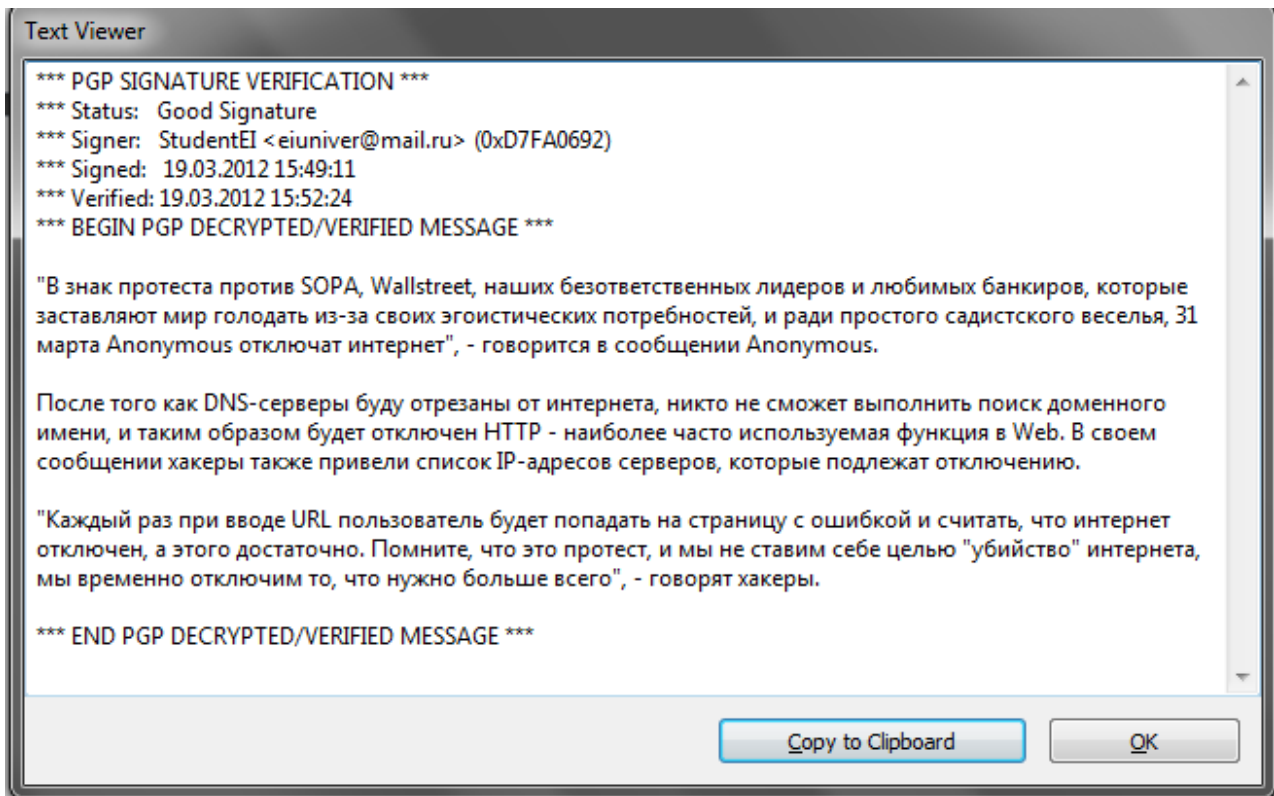 Text Viewer
*** PGP SIGNATURE VERIFICATION ***
*** Status:   Good Signature
*** Signer:   StudentEI <eiuniver@mail.ru> (0xD7FA0692)
*** Signed:   19.03.2012 15:49:11
*** Verified: 19.03.2012 15:52:24
*** BEGIN PGP DECRYPTED/VERIFIED MESSAGE ***
"В знак протеста против SOPA, Wallstreet, наших безответственных лидеров и любимых банкиров, которые
заставляют мир голодать из-за своих эгоистических потребностей, и ради простого садистского веселья, 31
марта Anonymous отключат интернет", - говорится в сообщении Anonymous.
После того как DNS-серверы буду отрезаны от интернета, никто не сможет выполнить поиск доменного
имени, и таким образом будет отключен HTTP - наиболее часто используемая функция в Web. В своем
сообщении хакеры также привели список IP-адресов серверов, которые подлежат отключению.
"Каждый раз при вводе URL пользователь будет попадать на страницу с ошибкой и считать, что интернет
отключен, а этого достаточно. Помните, что это протест, и мы не ставим себе целью "убийство" интернета,
мы временно отключим то, что нужно больше всего", - говорят хакеры.
*** END PGP DECRYPTED/VERIFIED MESSAGE ***
Copy to Clipboard OK